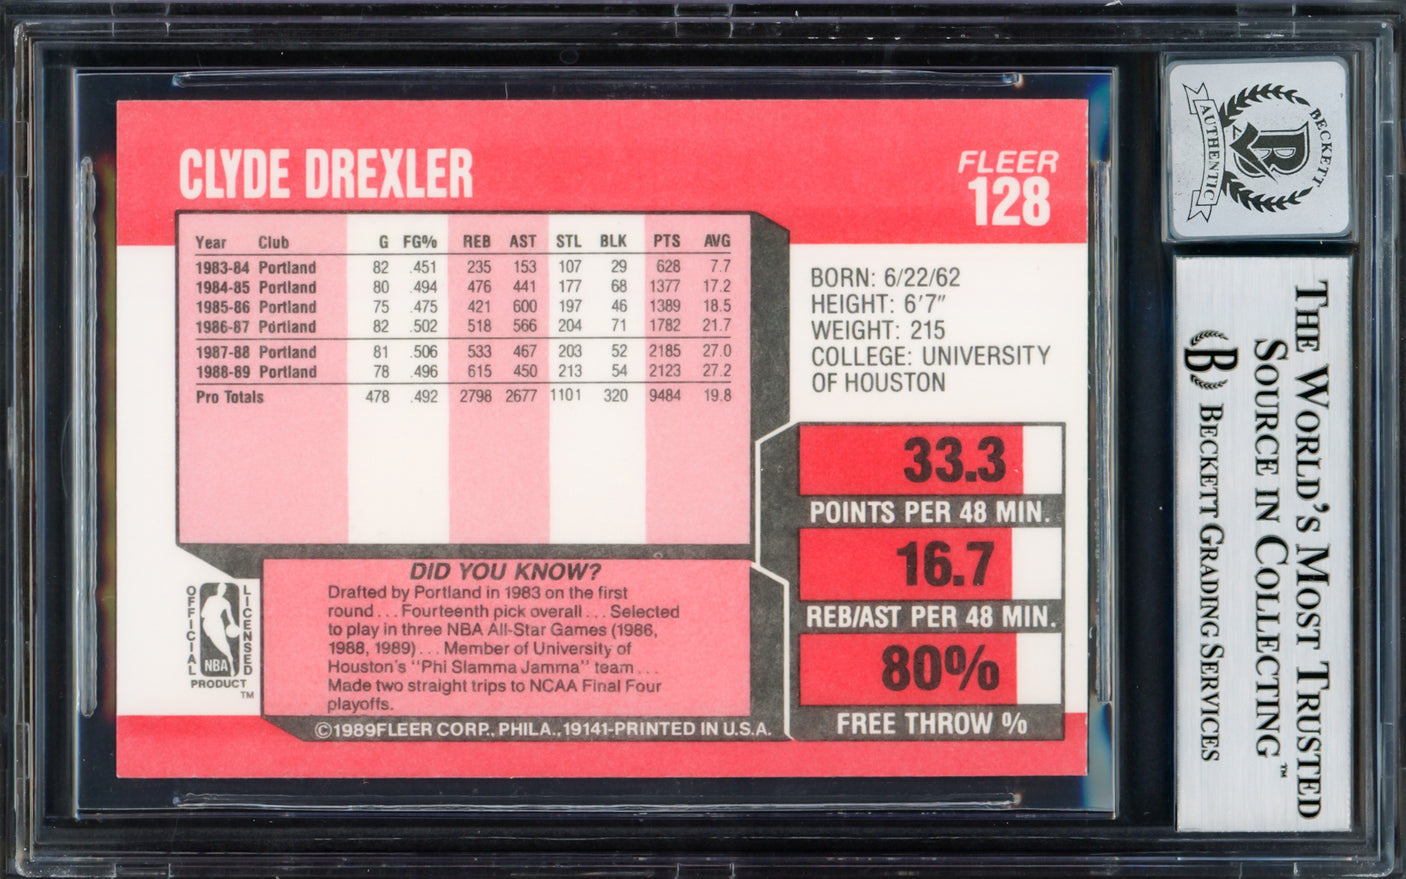 CLYDE DREXLER
FLEER
128
Year Club G FG% REB AST STL BLK PTS AVG
1983-84 Portland 82 .451 235 153 107 29 628 7.7
1984-85 Portland 80 .494 476 441 177 68 1377 17.2
1985-86 Portland 75 .475 421 600 197 46 1389 18.5
1986-87 Portland 82 .502 518 566 204 71 1782 21.7
1987-88 Portland 81 .506 533 467 203 52 2185 27.0
1988-89 Portland 78 .496 615 450 213 54 2123 27.2
Pro Totals 478 .492 2798 2677 1101 320 9484 19.8
BORN: 6/22/62
HEIGHT: 6'7"
WEIGHT: 215
COLLEGE: UNIVERSITY
OF HOUSTON
33.3
POINTS PER 48 MIN.
16.7
REB/AST PER 48 MIN.
80%
FREE THROW %
DID YOU KNOW?
Drafted by Portland in 1983 on the first
round... Fourteenth pick overall... Selected
to play in three NBA All-Star Games (1986,
1988, 1989)... Member of University of
Houston's "Phi Slamma Jamma" team...
Made two straight trips to NCAA Final Four
playoffs.
OFFICIAL
LICENSED
NBA
PRODUCT
TM
©1989 FLEER CORP., PHILA., 19141-PRINTED IN U.S.A.
BECKETT
AUTHENTIC
THE WORLD'S MOST TRUSTED
SOURCE IN COLLECTING™
B BECKETT GRADING SERVICES